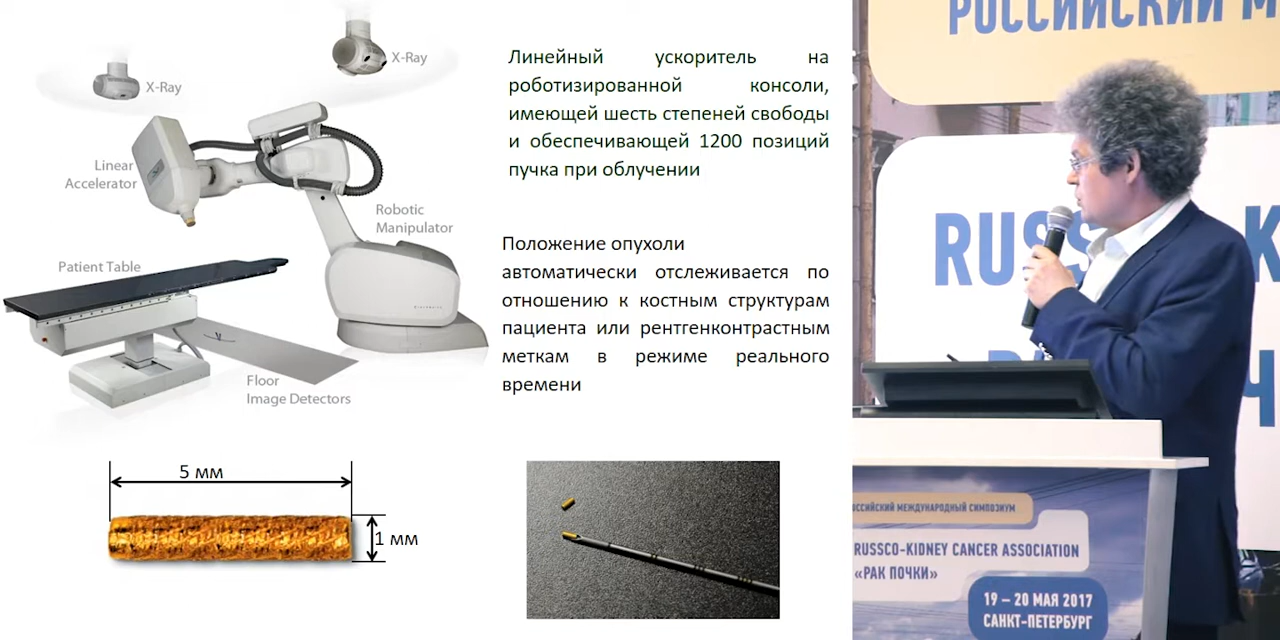 X-Ray
X-Ray
Linear
Accelerator
Robotic
Manipulator
Patient Table
Floor
Image Detectors
Линейный ускоритель на
роботизированной консоли,
имеющей шесть степеней свободы
и обеспечивающей 1200 позиций
пучка при облучении
Положение опухоли
автоматически отслеживается по
отношению к костным структурам
пациента или рентгенконтрастным
меткам в режиме реального
времени
5 мм
1 мм
РОССИЙСКИЙ М
RUSSC
K
ОССИЙСКИЙ МЕЖДУНАРОДНЫЙ СИМПОЗИУМ
RUSSCO-KIDNEY CANCER ASSOCIATION
«РАК ПОЧКИ»
19 – 20 МАЯ 2017
САНКТ-ПЕТЕРБУРГ